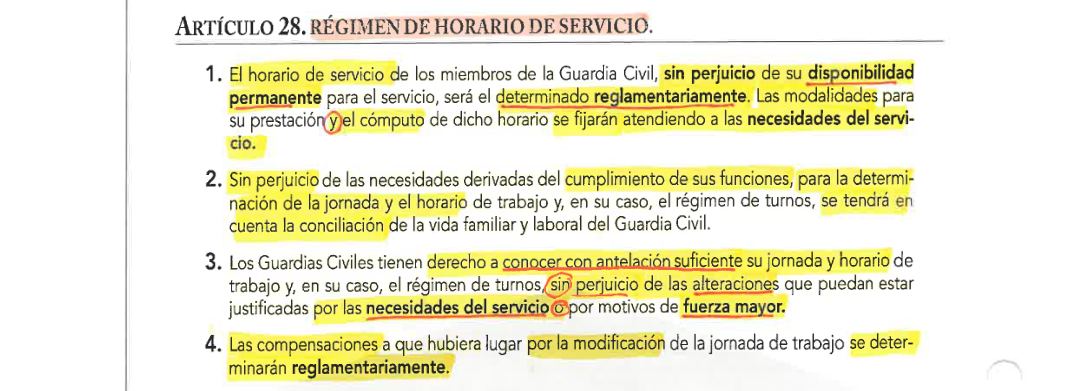 ARTÍCULO 28. RÉGIMEN DE HORARIO DE SERVICIO.
1. El horario de servicio de los miembros de la Guardia Civil, sin perjuicio de su disponibilidad
permanente para el servicio, será el determinado reglamentariamente. Las modalidades para
su prestación y el cómputo de dicho horario se fijarán atendiendo a las necesidades del servi-
cio.
2. Sin perjuicio de las necesidades derivadas del cumplimiento de sus funciones, para la determi-
nación de la jornada y el horario de trabajo y, en su caso, el régimen de turnos, se tendrá en
cuenta la conciliación de la vida familiar y laboral del Guardia Civil.
3. Los Guardias Civiles tienen derecho a conocer con antelación suficiente su jornada y horario de
trabajo y, en su caso, el régimen de turnos, sin perjuicio de las alteraciones que puedan estar
justificadas por las necesidades del servicio o por motivos de fuerza mayor.
4. Las compensaciones a que hubiera lugar por la modificación de la jornada de trabajo se deter-
minarán reglamentariamente.